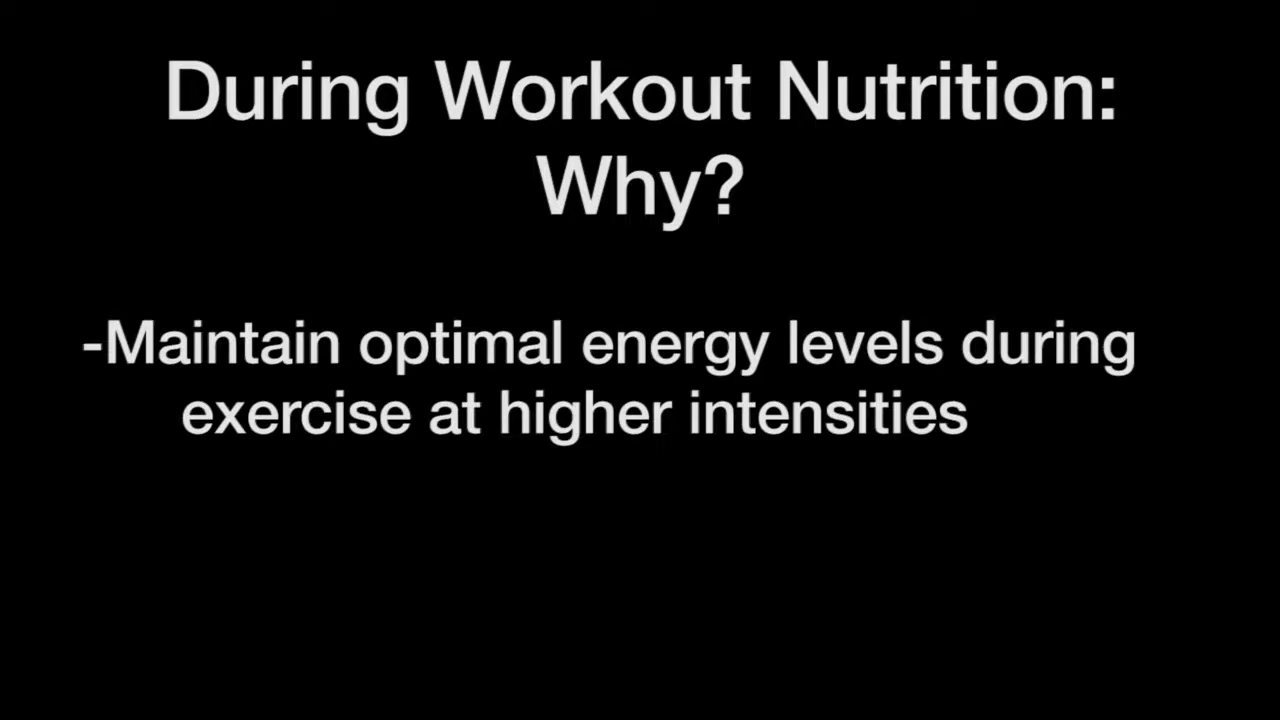 During Workout Nutrition:
Why?
-Maintain optimal energy levels during
exercise at higher intensities